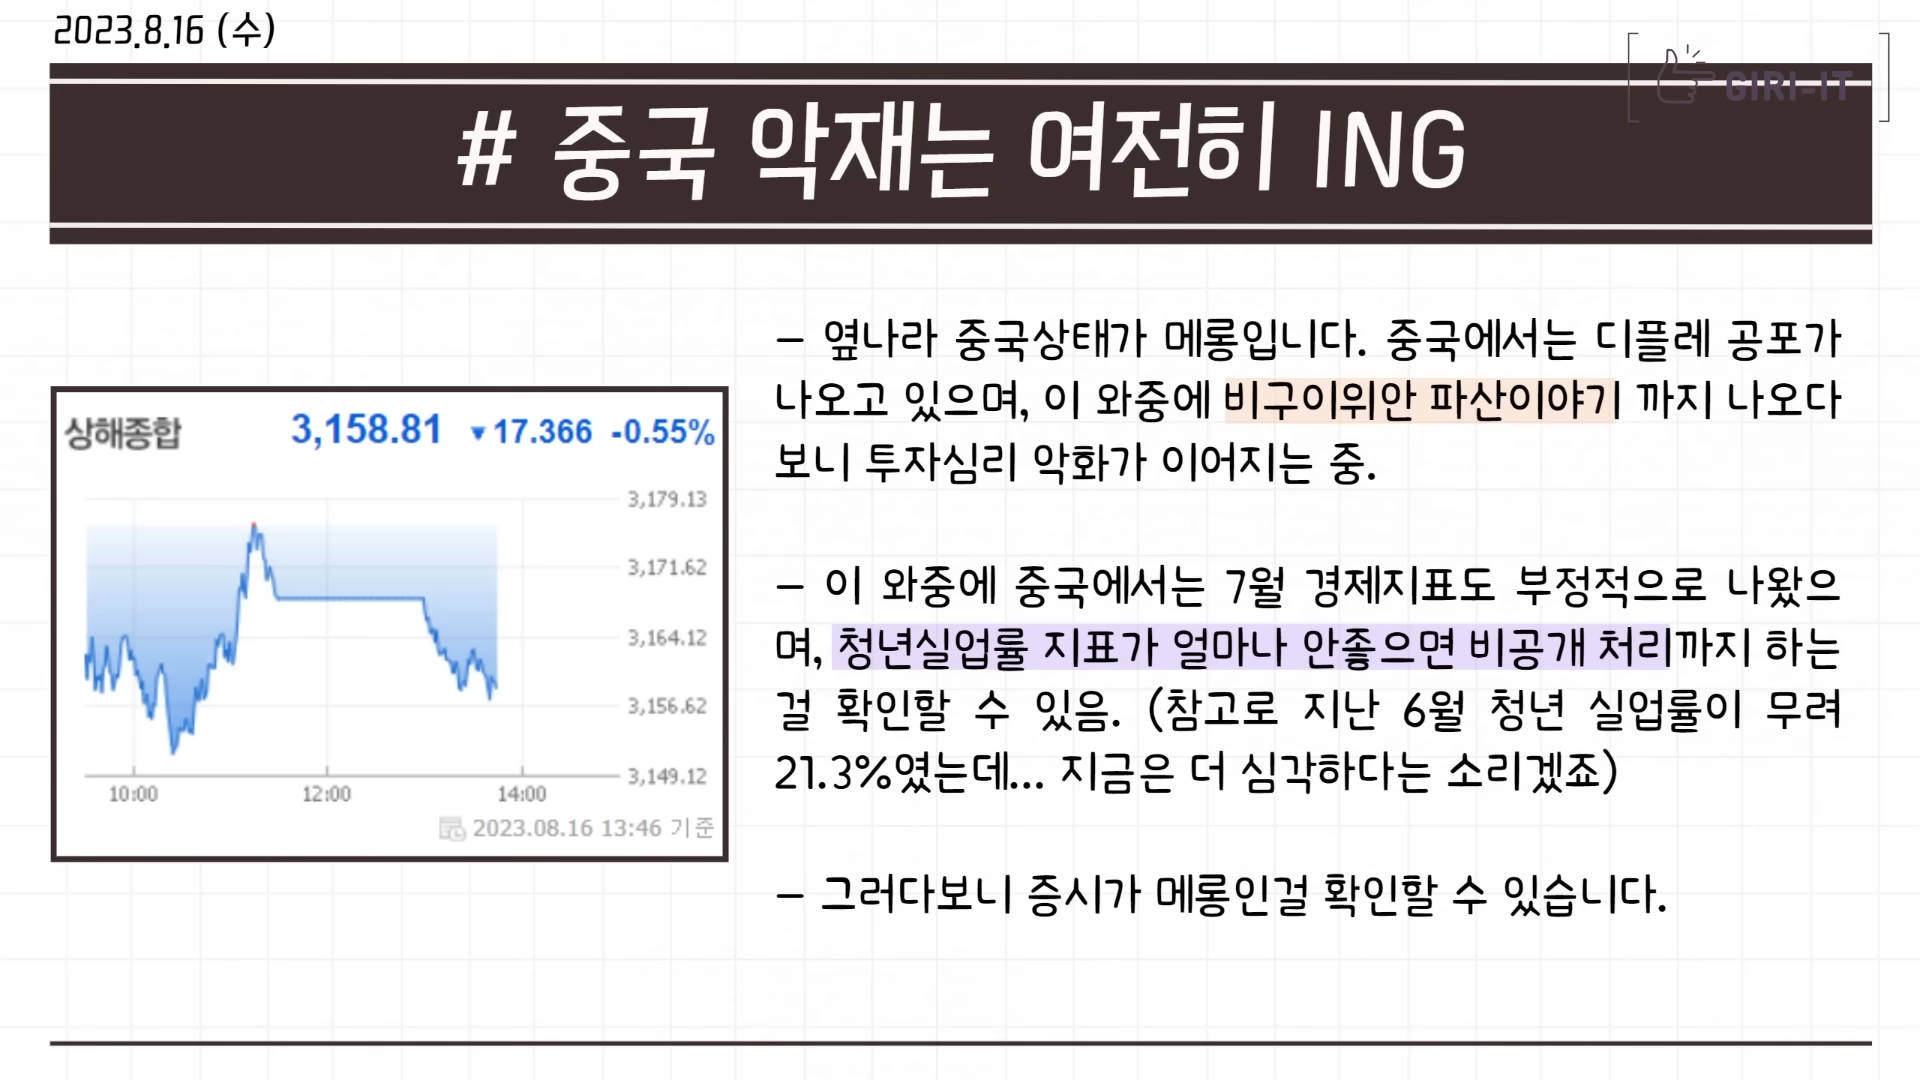 2023.8.16 (수)
GIRI-IT
# 중국 악재는 여전히 ING
상해종합 3,158.81 ▼17.366 -0.55%
3,179.13
3,171.62
3,164.12
3,156.62
3,149.12
10:00 12:00 14:00
2023.08.16 13:46 기준
– 옆나라 중국상태가 메롱입니다. 중국에서는 디플레 공포가
나오고 있으며, 이 와중에 비구이위안 파산이야기 까지 나오다
보니 투자심리 악화가 이어지는 중.
– 이 와중에 중국에서는 7월 경제지표도 부정적으로 나왔으
며, 청년실업률 지표가 얼마나 안좋으면 비공개 처리까지 하는
걸 확인할 수 있음. (참고로 지난 6월 청년 실업률이 무려
21.3%였는데... 지금은 더 심각하다는 소리겠죠)
– 그러다보니 증시가 메롱인걸 확인할 수 있습니다.